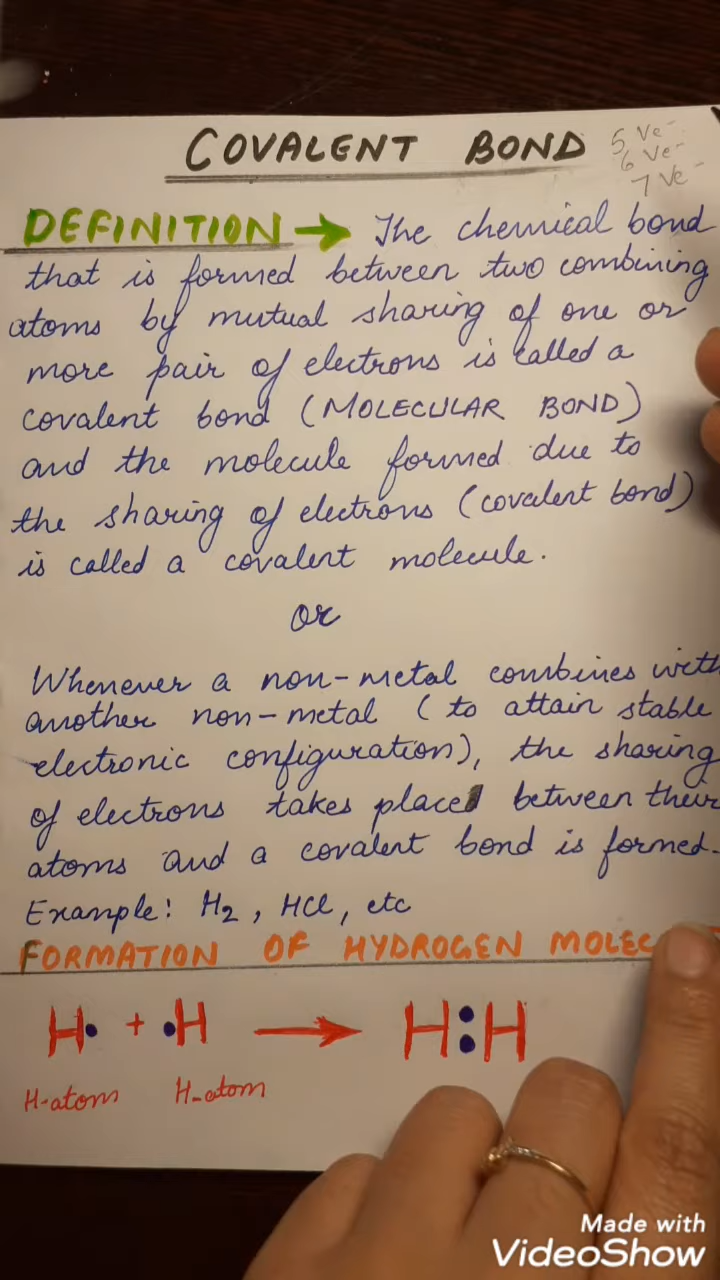 COVALENT BOND
5 Ve⁻
6 Ve⁻
7 Ve⁻
DEFINITION → The chemical bond
that is formed between two combining
atoms by mutual sharing of one or
more pair of electrons is called a
covalent bond (MOLECULAR BOND)
and the molecule formed due to
the sharing of electrons (covalent bond)
is called a covalent molecule.
or
Whenever a non-metal combines with
another non-metal (to attain stable
electronic configuration), the sharing
of electrons takes place between their
atoms and a covalent bond is formed.
Example: H₂, HCl, etc
FORMATION OF HYDROGEN
H• + •H → H:H
H-atom H-atom
Made with
VideoShow